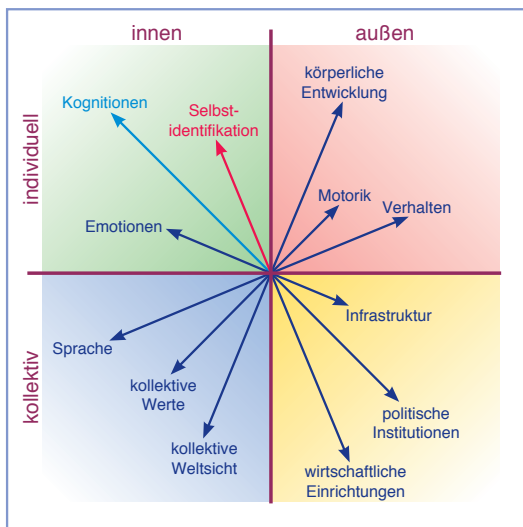 innen
außen
individuell
kollektiv
Kognitionen
Selbst-
identifikation
Emotionen
körperliche
Entwicklung
Motorik
Verhalten
Sprache
kollektive
Werte
kollektive
Weltsicht
Infrastruktur
politische
Institutionen
wirtschaftliche
Einrichtungen